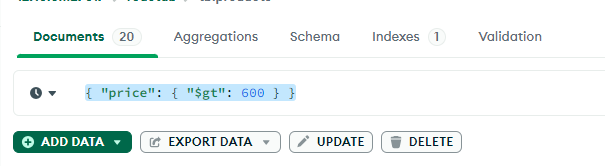 Documents 20 Aggregations Schema Indexes 1 Validation
{ "price": { "$gt": 600 } }
ADD DATA EXPORT DATA UPDATE DELETE